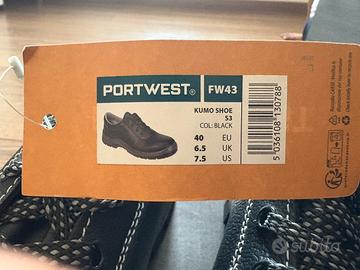 PORTWEST® FW43
KUMO SHOE
S3
COL: BLACK
40 EU
6.5 UK
7.5 US
5 036108 130788
subito